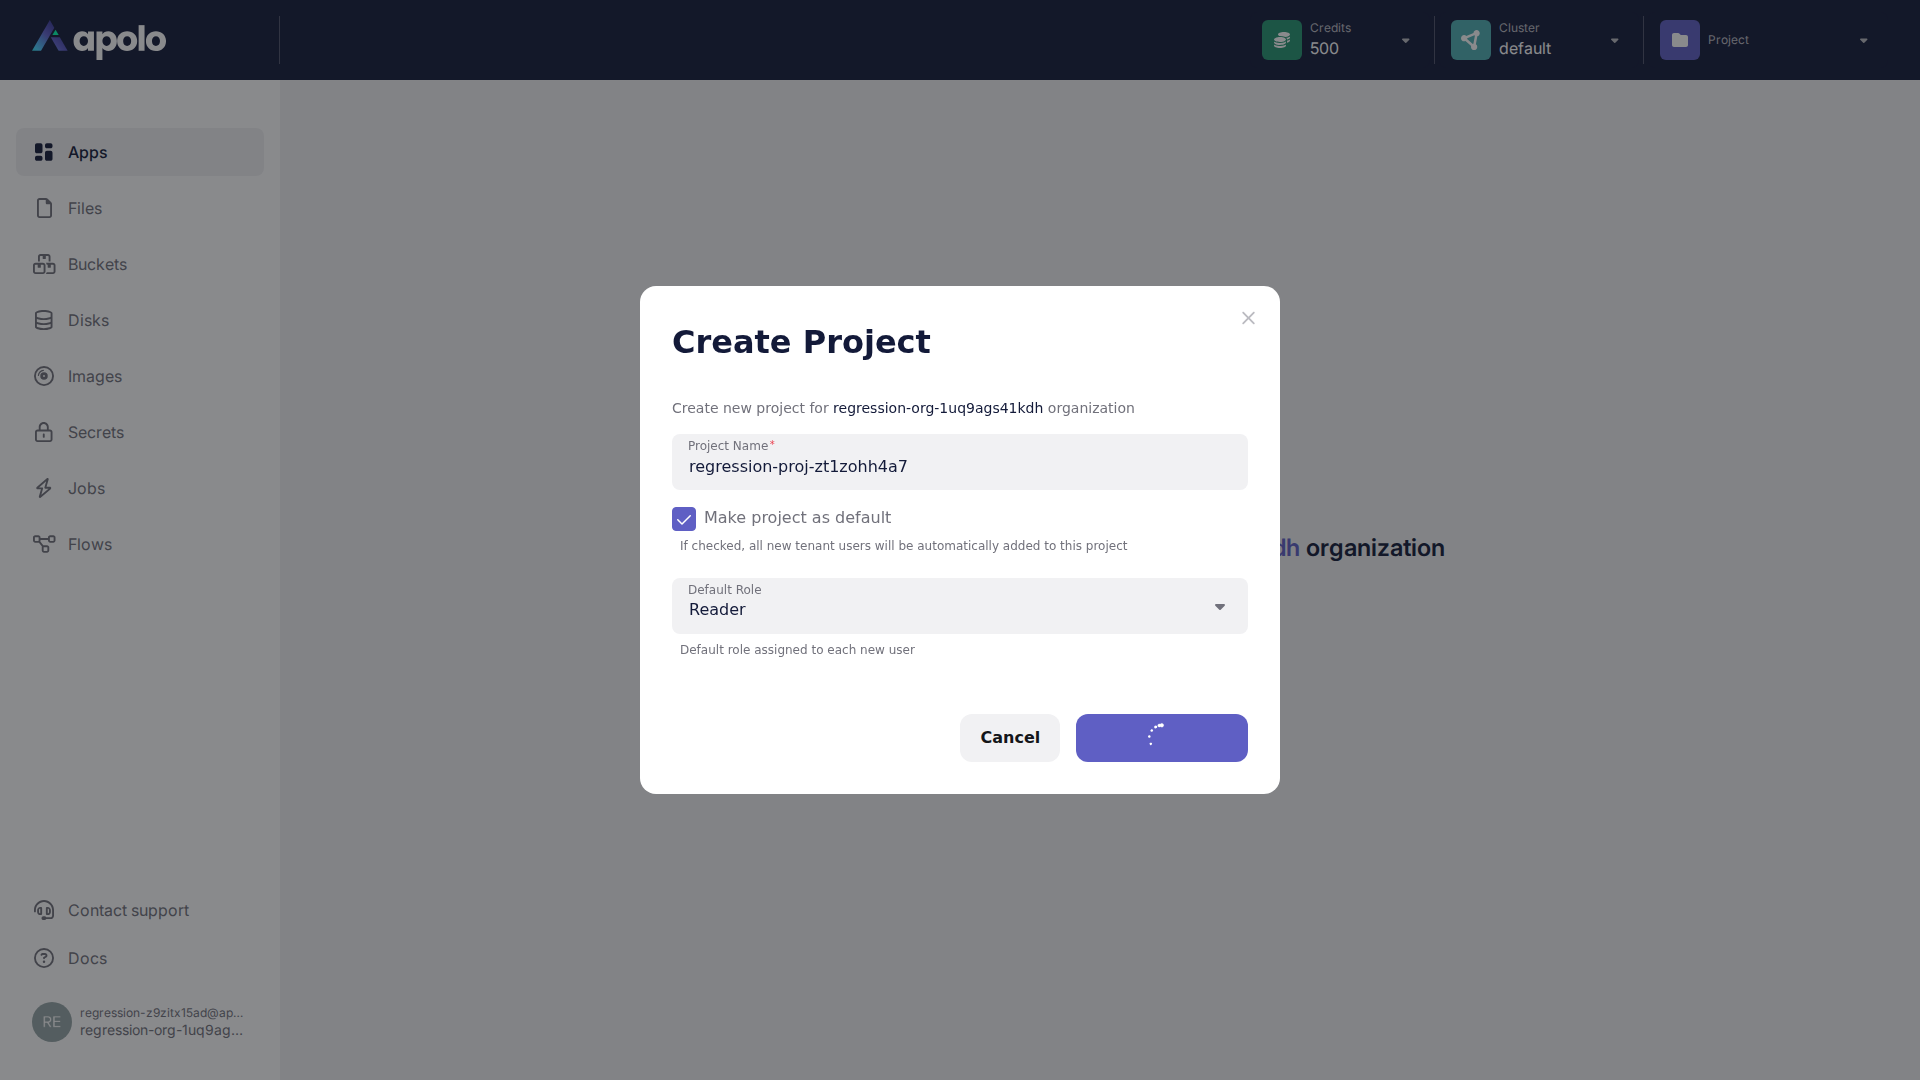 apolo
Credits
500
Cluster
default
Project
Apps
Files
Buckets
Disks
Images
Secrets
Jobs
Flows
Contact support
Docs
RE
regression-z9zitx15ad@ap...
regression-org-1uq9ag...
Create Project
Create new project for regression-org-1uq9ags41kdh organization
Project Name*
regression-proj-zt1zohh4a7
Make project as default
If checked, all new tenant users will be automatically added to this project
Default Role
Reader
Default role assigned to each new user
Cancel
dh organization